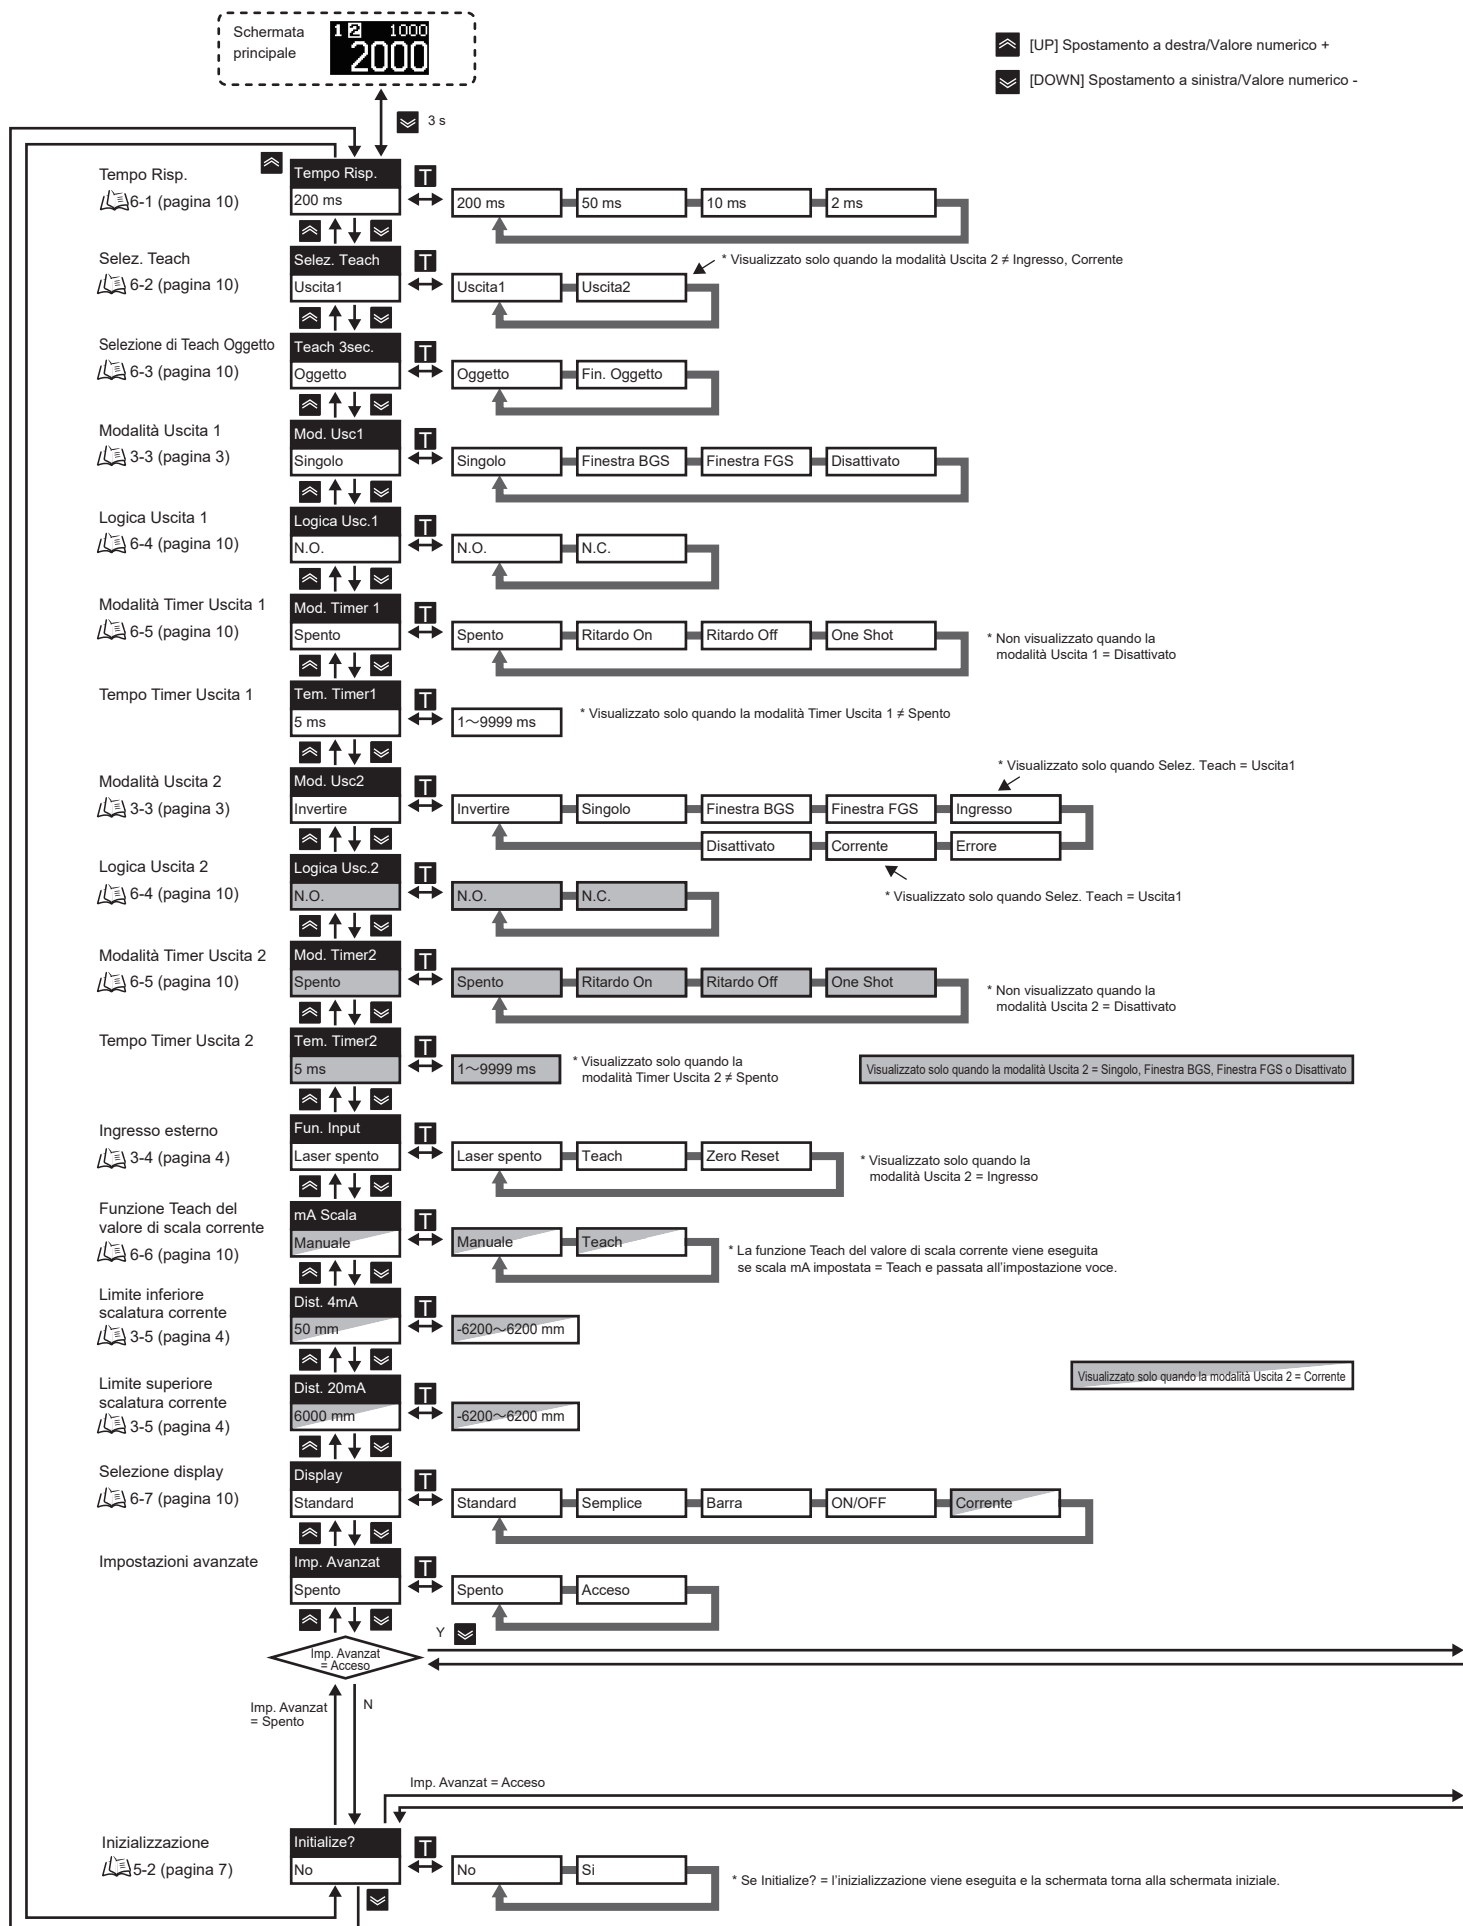 Schermata
principale
1 2 1000
2000
[UP] Spostamento a destra/Valore numerico +
[DOWN] Spostamento a sinistra/Valore numerico -
3 s
Tempo Risp.
6-1 (pagina 10)
Tempo Risp.
200 ms
T
200 ms
50 ms
10 ms
2 ms
Selez. Teach
6-2 (pagina 10)
Selez. Teach
Uscita1
T
Uscita1
Uscita2
* Visualizzato solo quando la modalità Uscita 2 ≠ Ingresso, Corrente
Selezione di Teach Oggetto
6-3 (pagina 10)
Teach 3sec.
Oggetto
T
Oggetto
Fin. Oggetto
Modalità Uscita 1
3-3 (pagina 3)
Mod. Usc1
Singolo
T
Singolo
Finestra BGS
Finestra FGS
Disattivato
Logica Uscita 1
6-4 (pagina 10)
Logica Usc.1
N.O.
T
N.O.
N.C.
Modalità Timer Uscita 1
6-5 (pagina 10)
Mod. Timer 1
Spento
T
Spento
Ritardo On
Ritardo Off
One Shot
* Non visualizzato quando la
modalità Uscita 1 = Disattivato
Tempo Timer Uscita 1
Tem. Timer1
5 ms
T
1～9999 ms
* Visualizzato solo quando la modalità Timer Uscita 1 ≠ Spento
Modalità Uscita 2
3-3 (pagina 3)
Mod. Usc2
Invertire
T
* Visualizzato solo quando Selez. Teach = Uscita1
Invertire
Singolo
Finestra BGS
Finestra FGS
Ingresso
Disattivato
Corrente
Errore
* Visualizzato solo quando Selez. Teach = Uscita1
Logica Uscita 2
6-4 (pagina 10)
Logica Usc.2
N.O.
T
N.O.
N.C.
Modalità Timer Uscita 2
6-5 (pagina 10)
Mod. Timer2
Spento
T
Spento
Ritardo On
Ritardo Off
One Shot
* Non visualizzato quando la
modalità Uscita 2 = Disattivato
Tempo Timer Uscita 2
Tem. Timer2
5 ms
T
1～9999 ms
* Visualizzato solo quando la
modalità Timer Uscita 2 ≠ Spento
Visualizzato solo quando la modalità Uscita 2 = Singolo, Finestra BGS, Finestra FGS o Disattivato
Ingresso esterno
3-4 (pagina 4)
Fun. Input
Laser spento
T
Laser spento
Teach
Zero Reset
* Visualizzato solo quando la
modalità Uscita 2 = Ingresso
Funzione Teach del
valore di scala corrente
6-6 (pagina 10)
mA Scala
Manuale
T
Manuale
Teach
* La funzione Teach del valore di scala corrente viene eseguita
se scala mA impostata = Teach e passata all'impostazione voce.
Limite inferiore
scalatura corrente
3-5 (pagina 4)
Dist. 4mA
50 mm
T
-6200～6200 mm
Visualizzato solo quando la modalità Uscita 2 = Corrente
Limite superiore
scalatura corrente
3-5 (pagina 4)
Dist. 20mA
6000 mm
T
-6200～6200 mm
Selezione display
6-7 (pagina 10)
Display
Standard
T
Standard
Semplice
Barra
ON/OFF
Corrente
Impostazioni avanzate
Imp. Avanzat
Spento
T
Spento
Acceso
Y
Imp. Avanzat
= Acceso
Imp. Avanzat
= Spento
N
Imp. Avanzat = Acceso
Inizializzazione
5-2 (pagina 7)
Initialize?
No
T
No
Si
* Se Initialize? = l'inizializzazione viene eseguita e la schermata torna alla schermata iniziale.